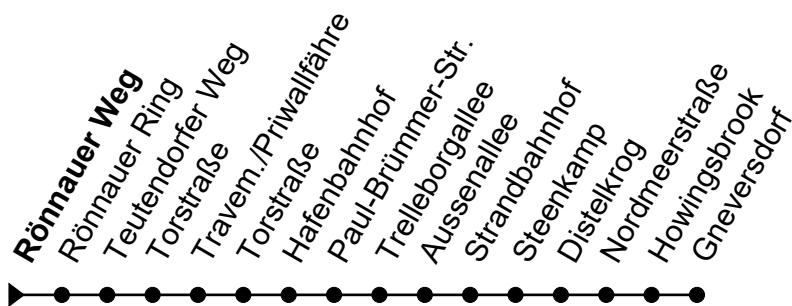 Rönnauer Weg
Rönnauer Ring
Teutendorfer Weg
Torstraße
Travem./Priwallfähre
Torstraße
Hafenbahnhof
Paul-Brümmer-Str.
Trelleborgallee
Aussenallee
Strandbahnhof
Steenkamp
Distelkrog
Nordmeerstraße
Howingsbrook
Gneversdorf